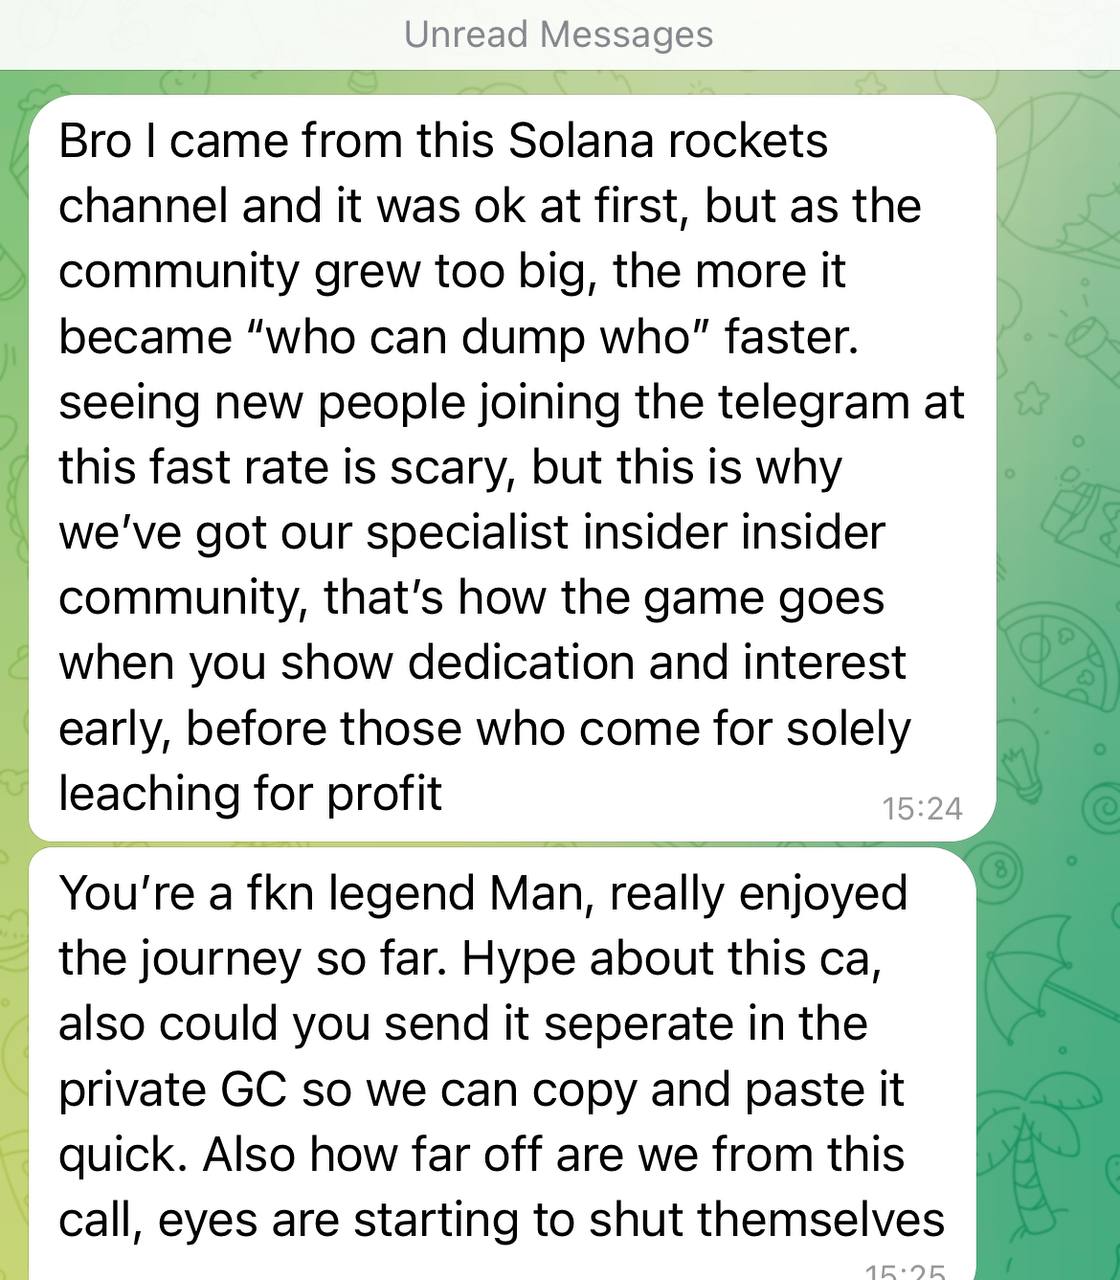 Unread Messages
Bro I came from this Solana rockets
channel and it was ok at first, but as the
community grew too big, the more it
became “who can dump who” faster.
seeing new people joining the telegram at
this fast rate is scary, but this is why
we’ve got our specialist insider insider
community, that’s how the game goes
when you show dedication and interest
early, before those who come for solely
leaching for profit
15:24
You’re a fkn legend Man, really enjoyed
the journey so far. Hype about this ca,
also could you send it seperate in the
private GC so we can copy and paste it
quick. Also how far off are we from this
call, eyes are starting to shut themselves
15:25